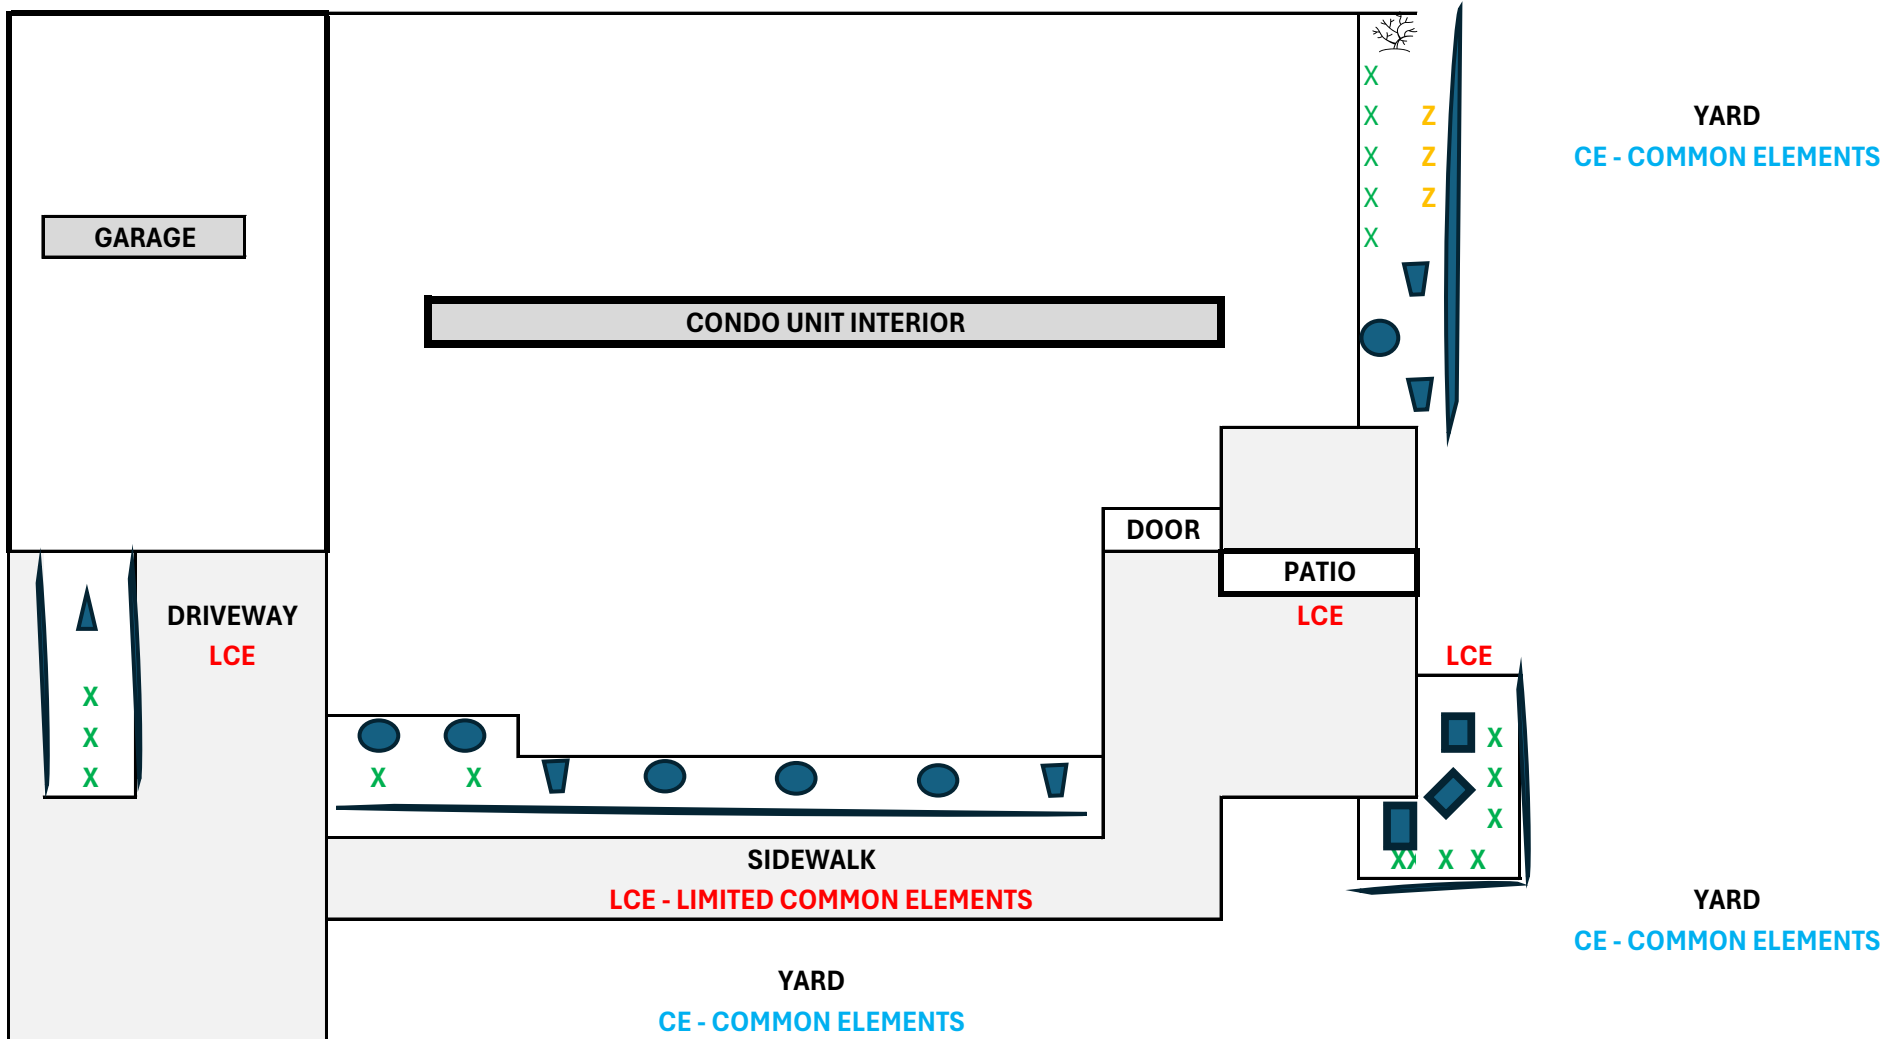 X
X Z
YARD
X Z
CE - COMMON ELEMENTS
X Z
X
GARAGE
CONDO UNIT INTERIOR
DOOR
PATIO
DRIVEWAY
LCE
LCE
LCE
X
X
X
X
X
X
X
X
XX X X
SIDEWALK
LCE - LIMITED COMMON ELEMENTS
YARD
CE - COMMON ELEMENTS
YARD
CE - COMMON ELEMENTS